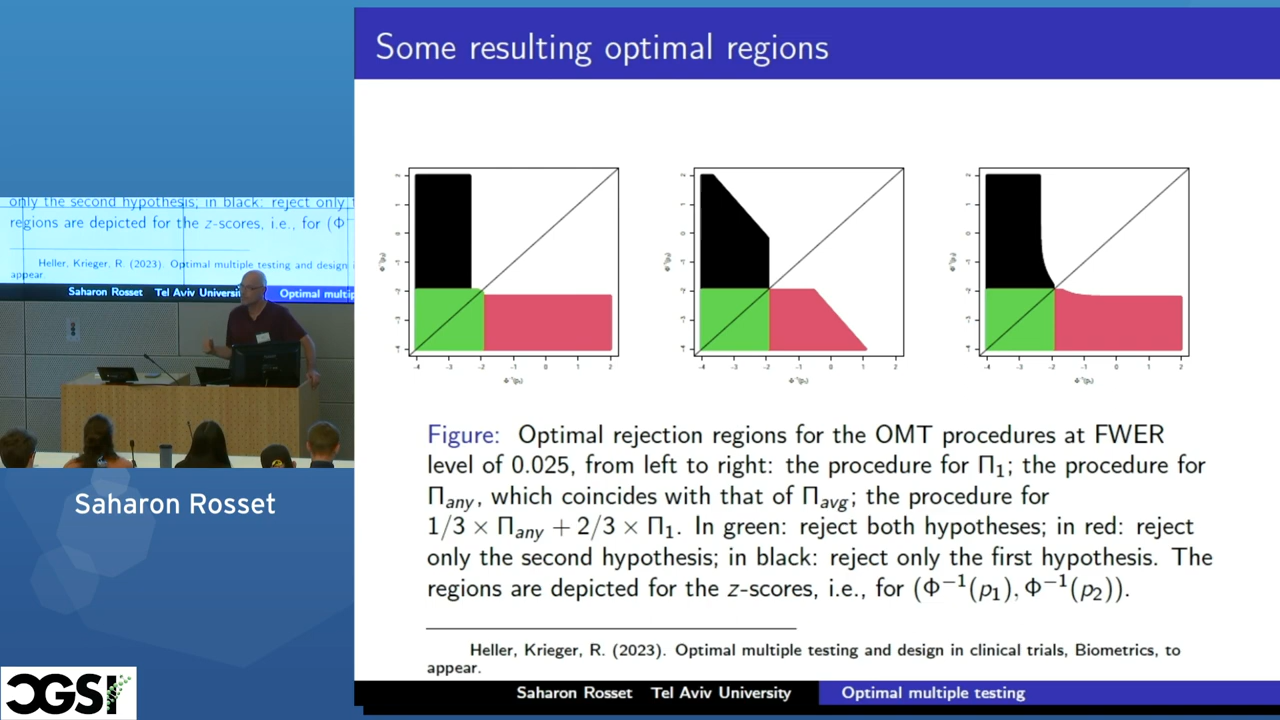 Some resulting optimal regions
Figure: Optimal rejection regions for the OMT procedures at FWER
level of 0.025, from left to right: the procedure for Π₁; the procedure for
Πany, which coincides with that of Πavg; the procedure for
1/3 × Πany + 2/3 × Π₁. In green: reject both hypotheses; in red: reject
only the second hypothesis; in black: reject only the first hypothesis. The
regions are depicted for the z-scores, i.e., for (Φ⁻¹(p₁), Φ⁻¹(p₂)).
Heller, Krieger, R. (2023). Optimal multiple testing and design in clinical trials, Biometrics, to
appear.
Saharon Rosset Tel Aviv University Optimal multiple testing
only the second hypothesis; in black: reject only
regions are depicted for the z-scores, i.e., for (Φ
Heller, Krieger, R. (2023). Optimal multiple testing and design
appear.
Saharon Rosset Tel Aviv Optimal
Saharon Rosset
CGSI